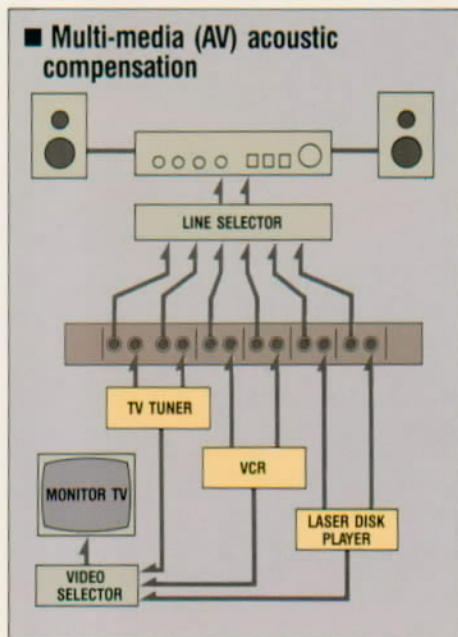 ■ Multi-media (AV) acoustic
compensation
LINE SELECTOR
TV TUNER
VCR
MONITOR TV
LASER DISK
PLAYER
VIDEO
SELECTOR